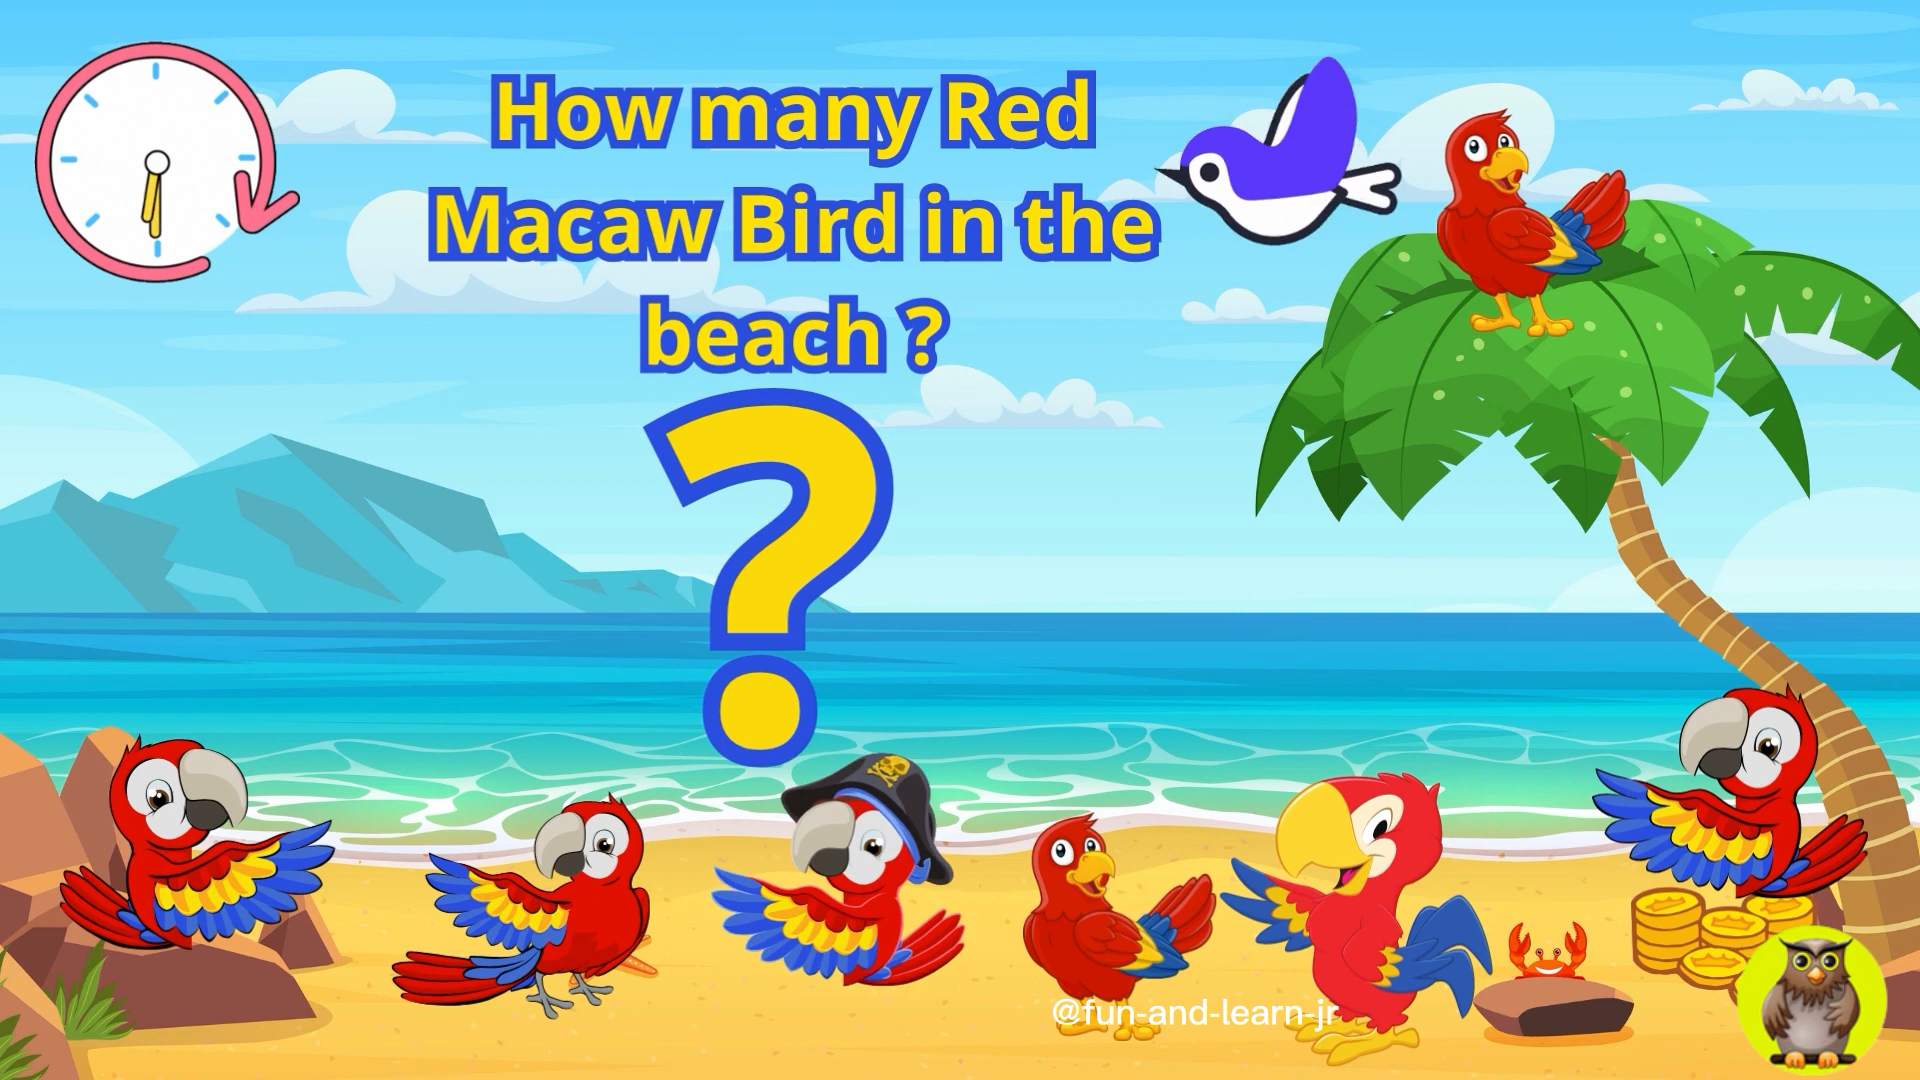 How many Red
Macaw Bird in the
beach ?
?
@fun-and-learn-jr